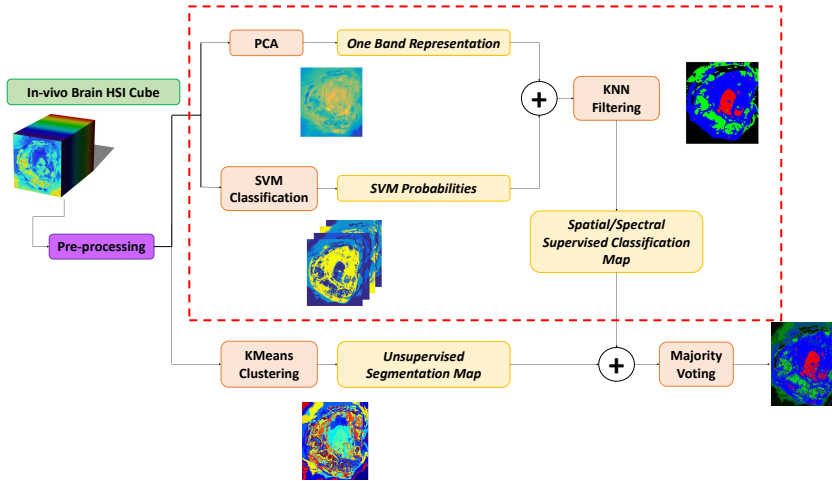 PCA
One Band Representation
In-vivo Brain HSI Cube
+
KNN
Filtering
SVM
Classification
SVM Probabilities
Pre-processing
Spatial/Spectral
Supervised Classification
Map
KMeans
Clustering
Unsupervised
Segmentation Map
+
Majority
Voting